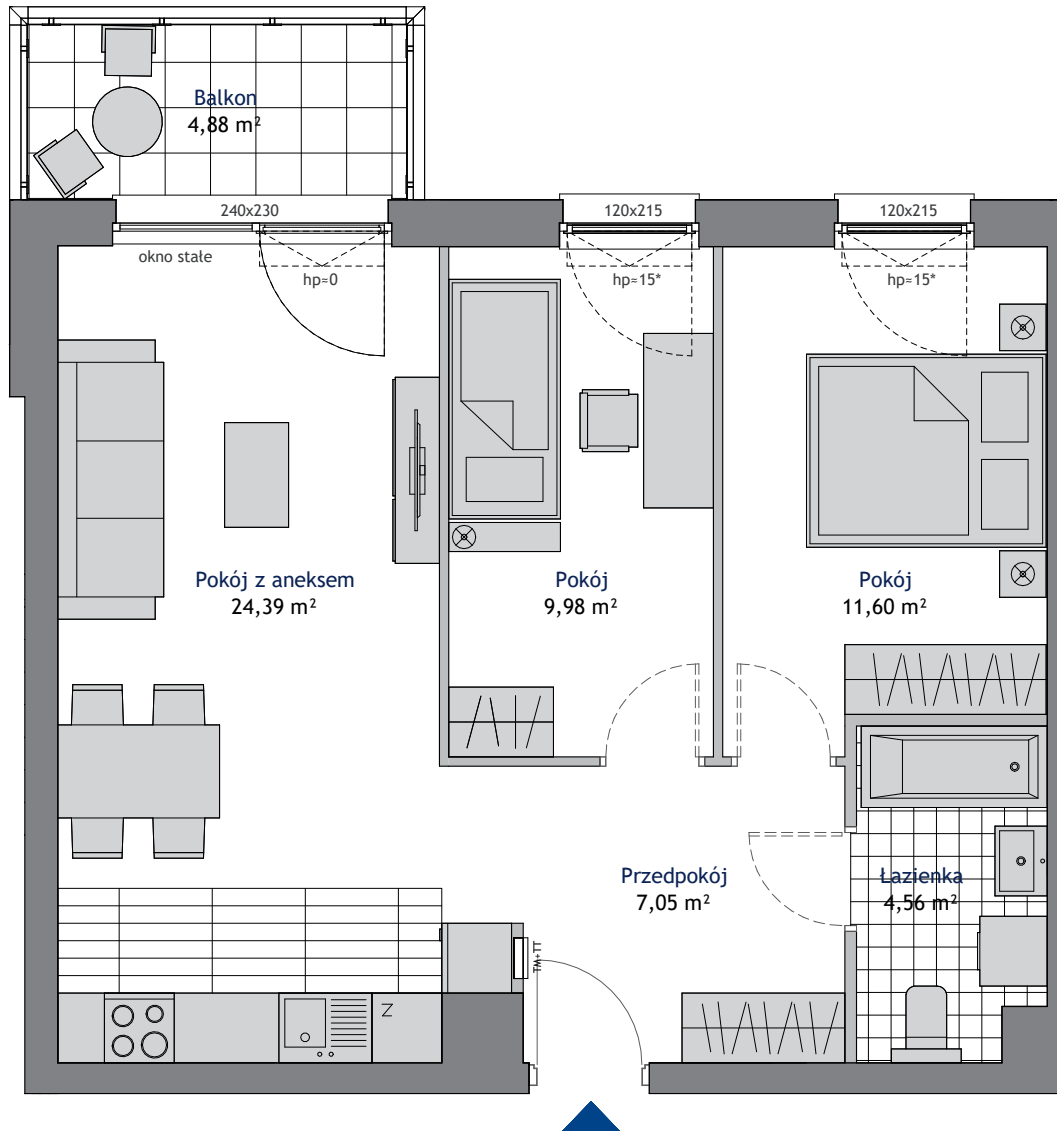 Balkon
4,88 m²
240x230
120x215
120x215
okno stałe
hp≈0
hp≈15*
hp≈15*
Pokój z aneksem
24,39 m²
Pokój
9,98 m²
Pokój
11,60 m²
Przedpokój
7,05 m²
Łazienka
4,56 m²
TM+TT
Z